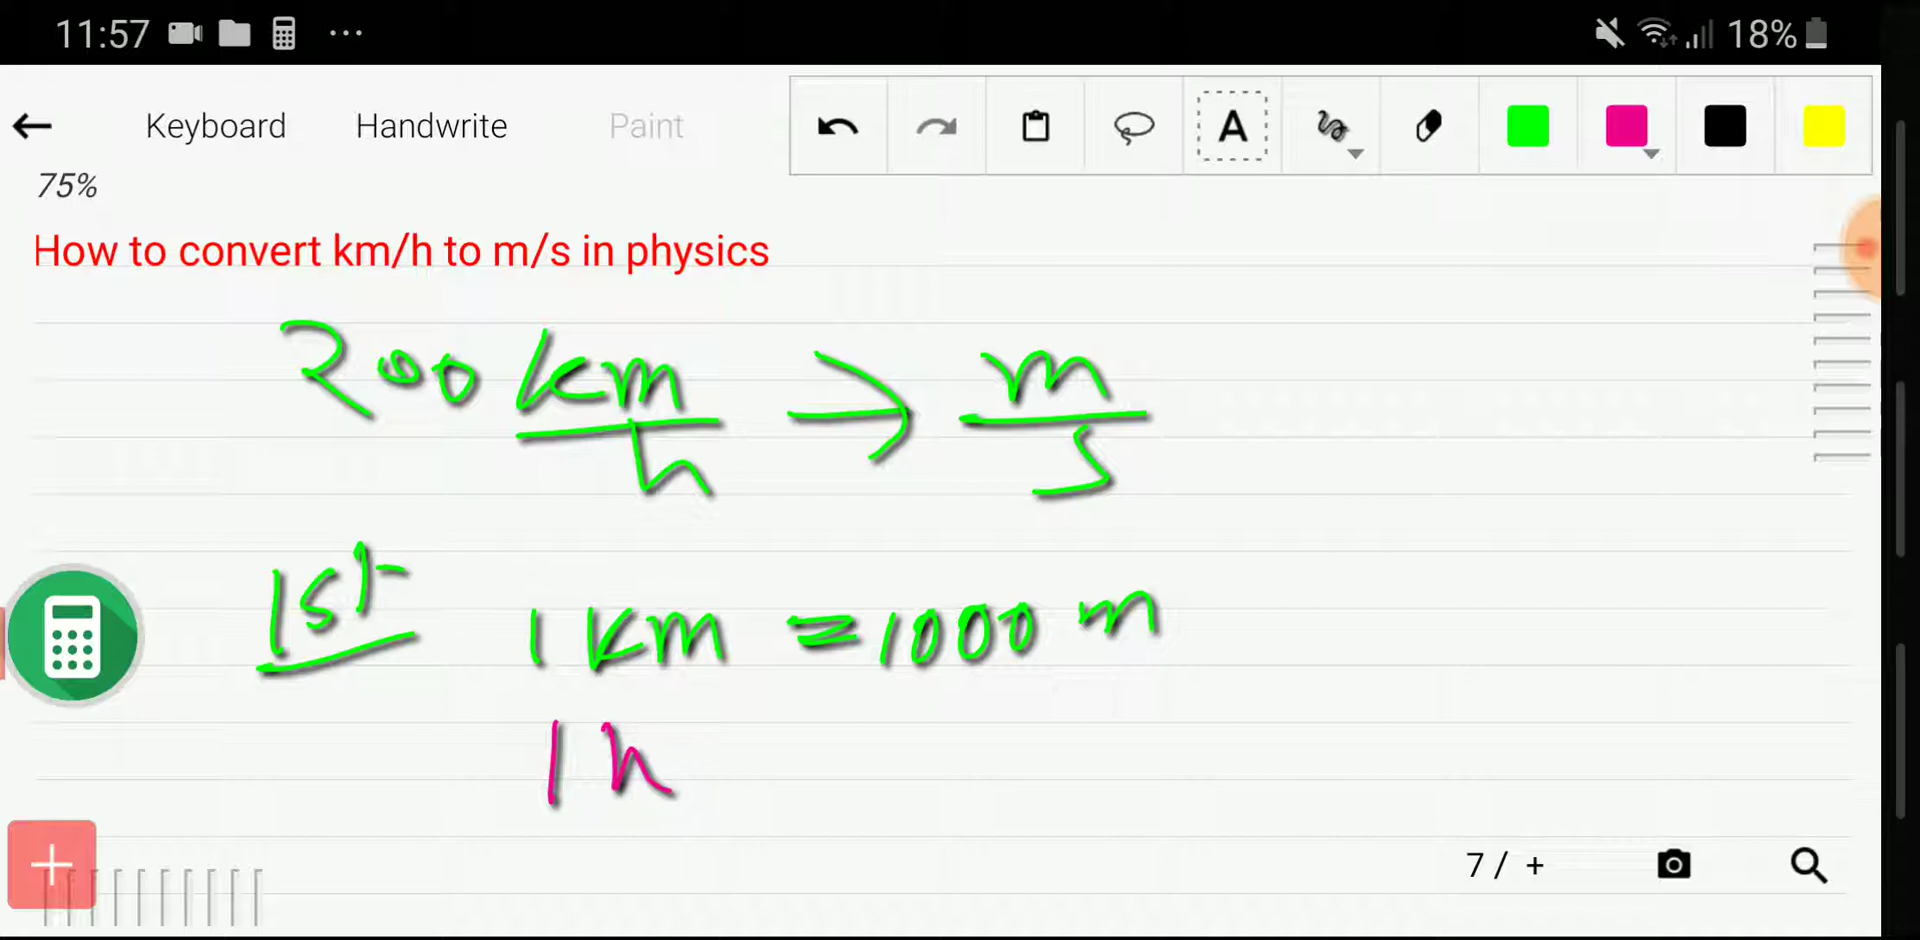 11:57 ... 18%
Keyboard Handwrite Paint A
75%
How to convert km/h to m/s in physics
200 km/h → m/s
1st 1 km = 1000 m
1 h
7 / +